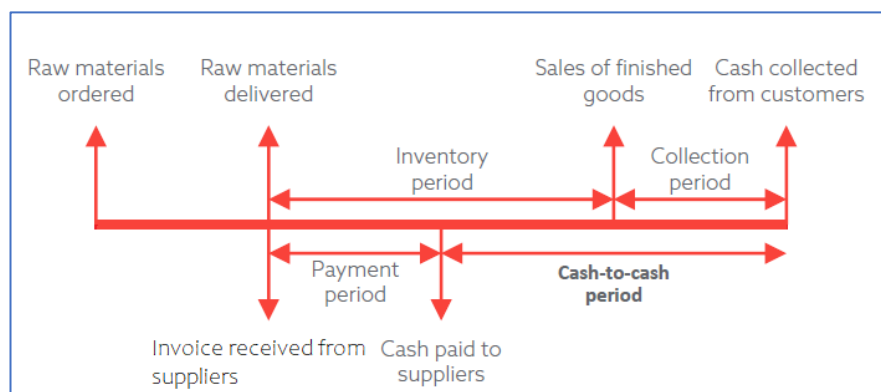 Raw materials
ordered
Raw materials
delivered
Sales of finished
goods
Cash collected
from customers
Inventory
period
Collection
period
Payment
period
Cash-to-cash
period
Invoice received from
suppliers
Cash paid to
suppliers